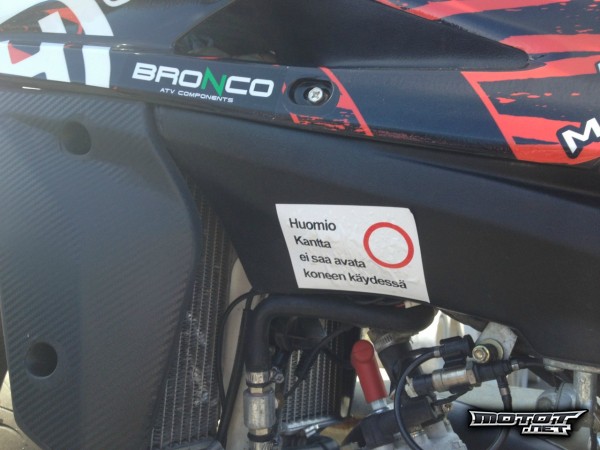 BRONCO
ATV COMPONENTS
M
Huomio
Kantta
ei saa avata
koneen käydessä
MOTOT
.NET